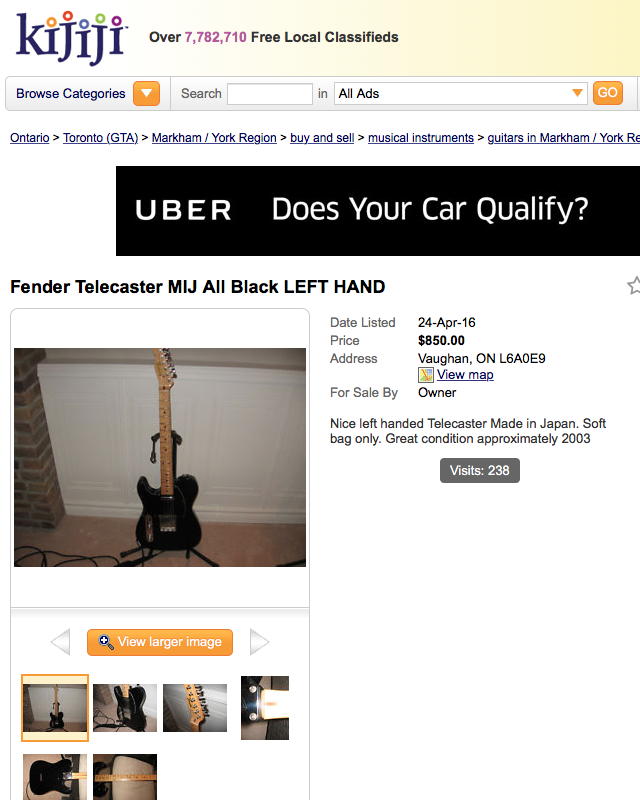 kijiji
Over 7,782,710 Free Local Classifieds
Browse Categories
Search in All Ads GO
Ontario > Toronto (GTA) > Markham / York Region > buy and sell > musical instruments > guitars in Markham / York Re
UBER Does Your Car Qualify?
Fender Telecaster MIJ All Black LEFT HAND
Date Listed 24-Apr-16
Price $850.00
Address Vaughan, ON L6A0E9
View map
For Sale By Owner
Nice left handed Telecaster Made in Japan. Soft
bag only. Great condition approximately 2003
Visits: 238
View larger image